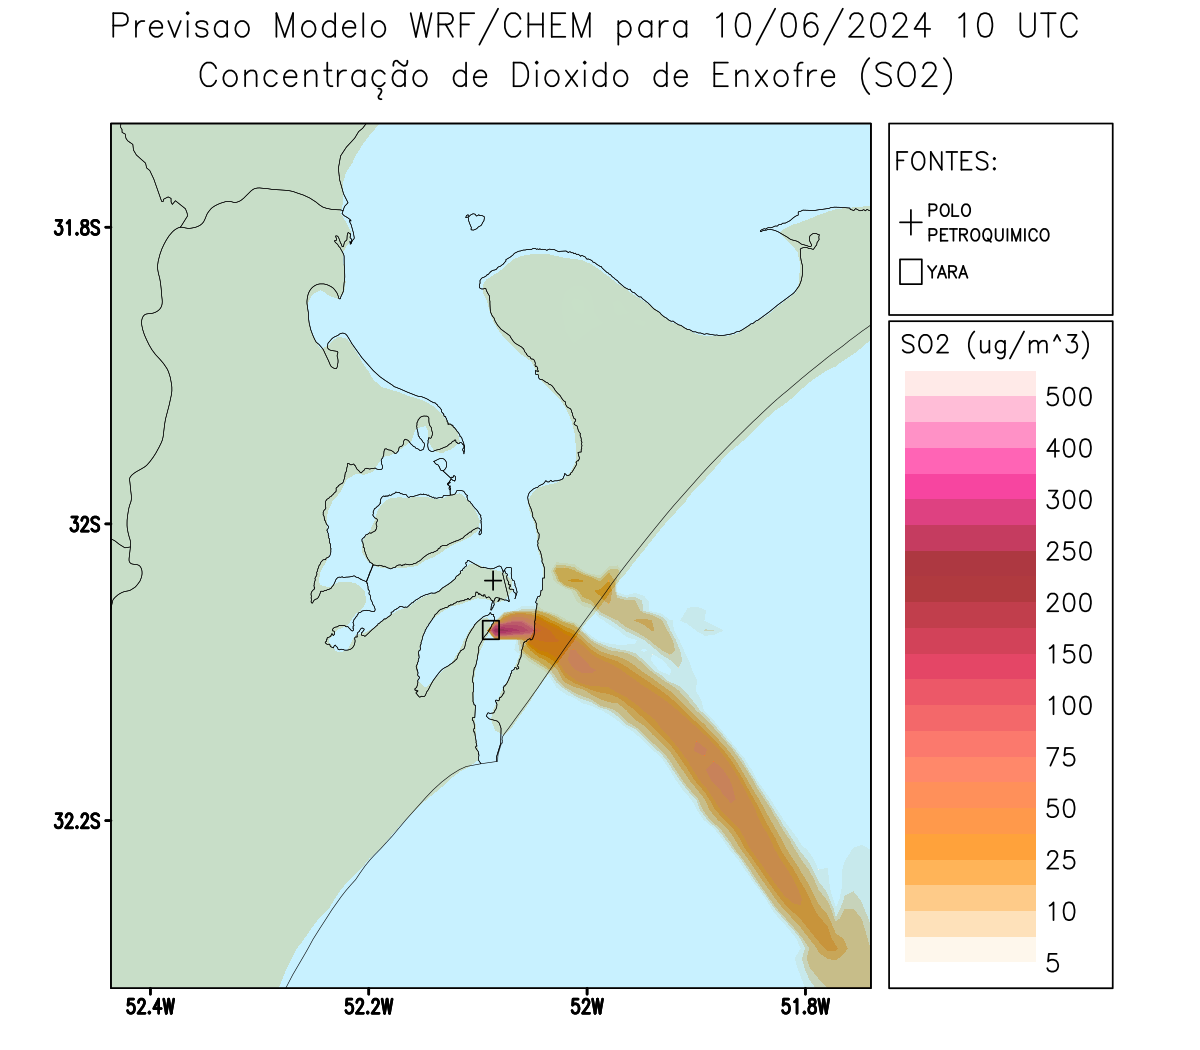 Previsao Modelo WRF/CHEM para 10/06/2024 10 UTC
Concentração de Dioxido de Enxofre (SO2)
FONTES:
POLO
PETROQUIMICO
YARA
31.8S
32S
32.2S
52.4W
52.2W
52W
51.8W
SO2 (ug/m^3)
500
400
300
250
200
150
100
75
50
25
10
5